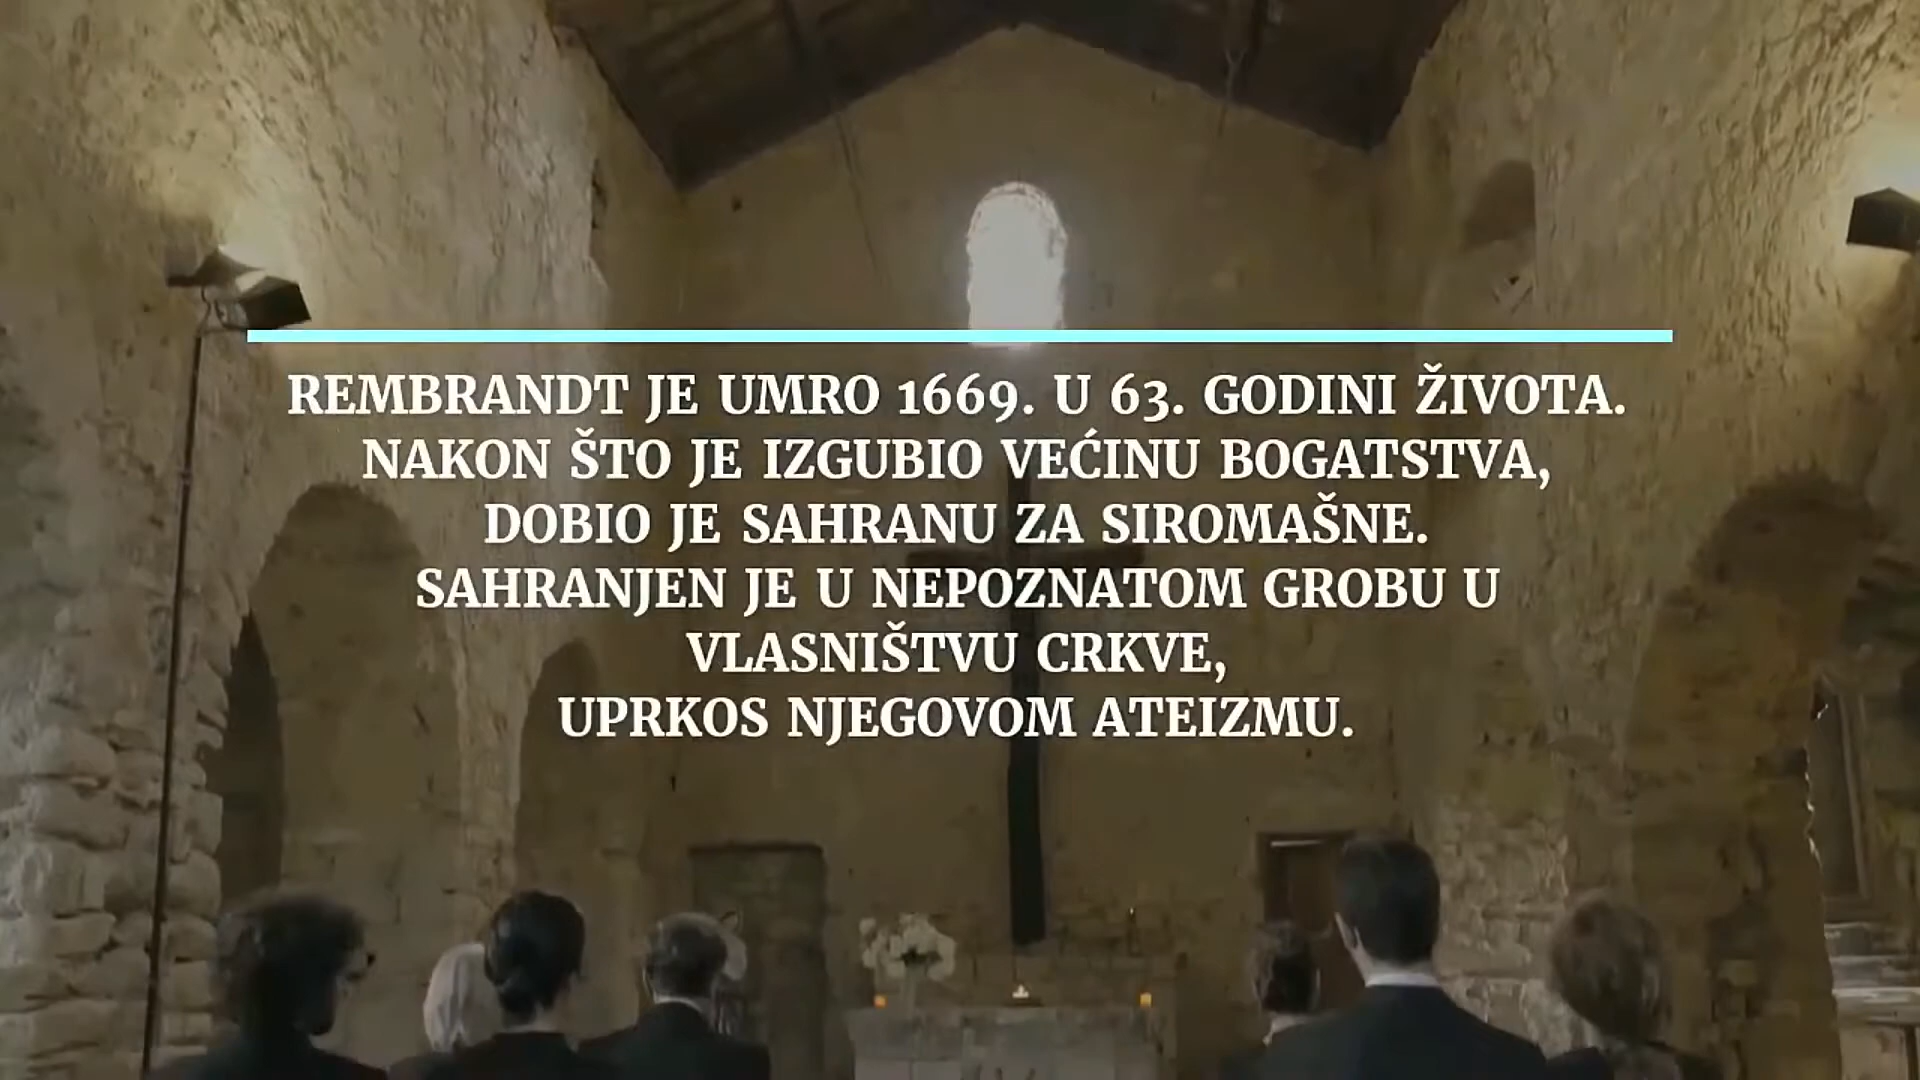 REMBRANDT JE UMRO 1669. U 63. GODINI ŽIVOTA.
NAKON ŠTO JE IZGUBIO VEĆINU BOGATSTVA,
DOBIO JE SAHRANU ZA SIROMAŠNE.
SAHRANJEN JE U NEPOZNATOM GROBU U
VLASNIŠTVU CRKVE,
UPRKOS NJEGOVOM ATEIZMU.